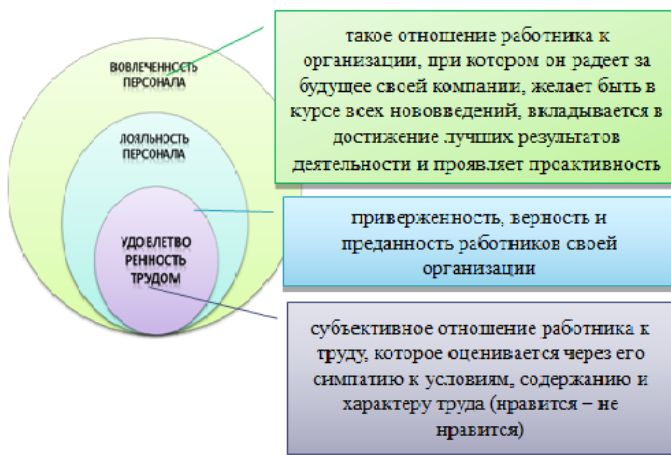 ВОВЛЕЧЕННОСТЬ
ПЕРСОНАЛА
ЛОЯЛЬНОСТЬ
ПЕРСОНАЛА
УДОВЛЕТВО
РЕННОСТЬ
ТРУДОМ
такое отношение работника к
организации, при котором он радеет за
будущее своей компании, желает быть в
курсе всех нововведений, вкладывается в
достижение лучших результатов
деятельности и проявляет проактивность
приверженность, верность и
преданность работников своей
организации
субъективное отношение работника к
труду, которое оценивается через его
симпатию к условиям, содержанию и
характеру труда (нравится – не
нравится)